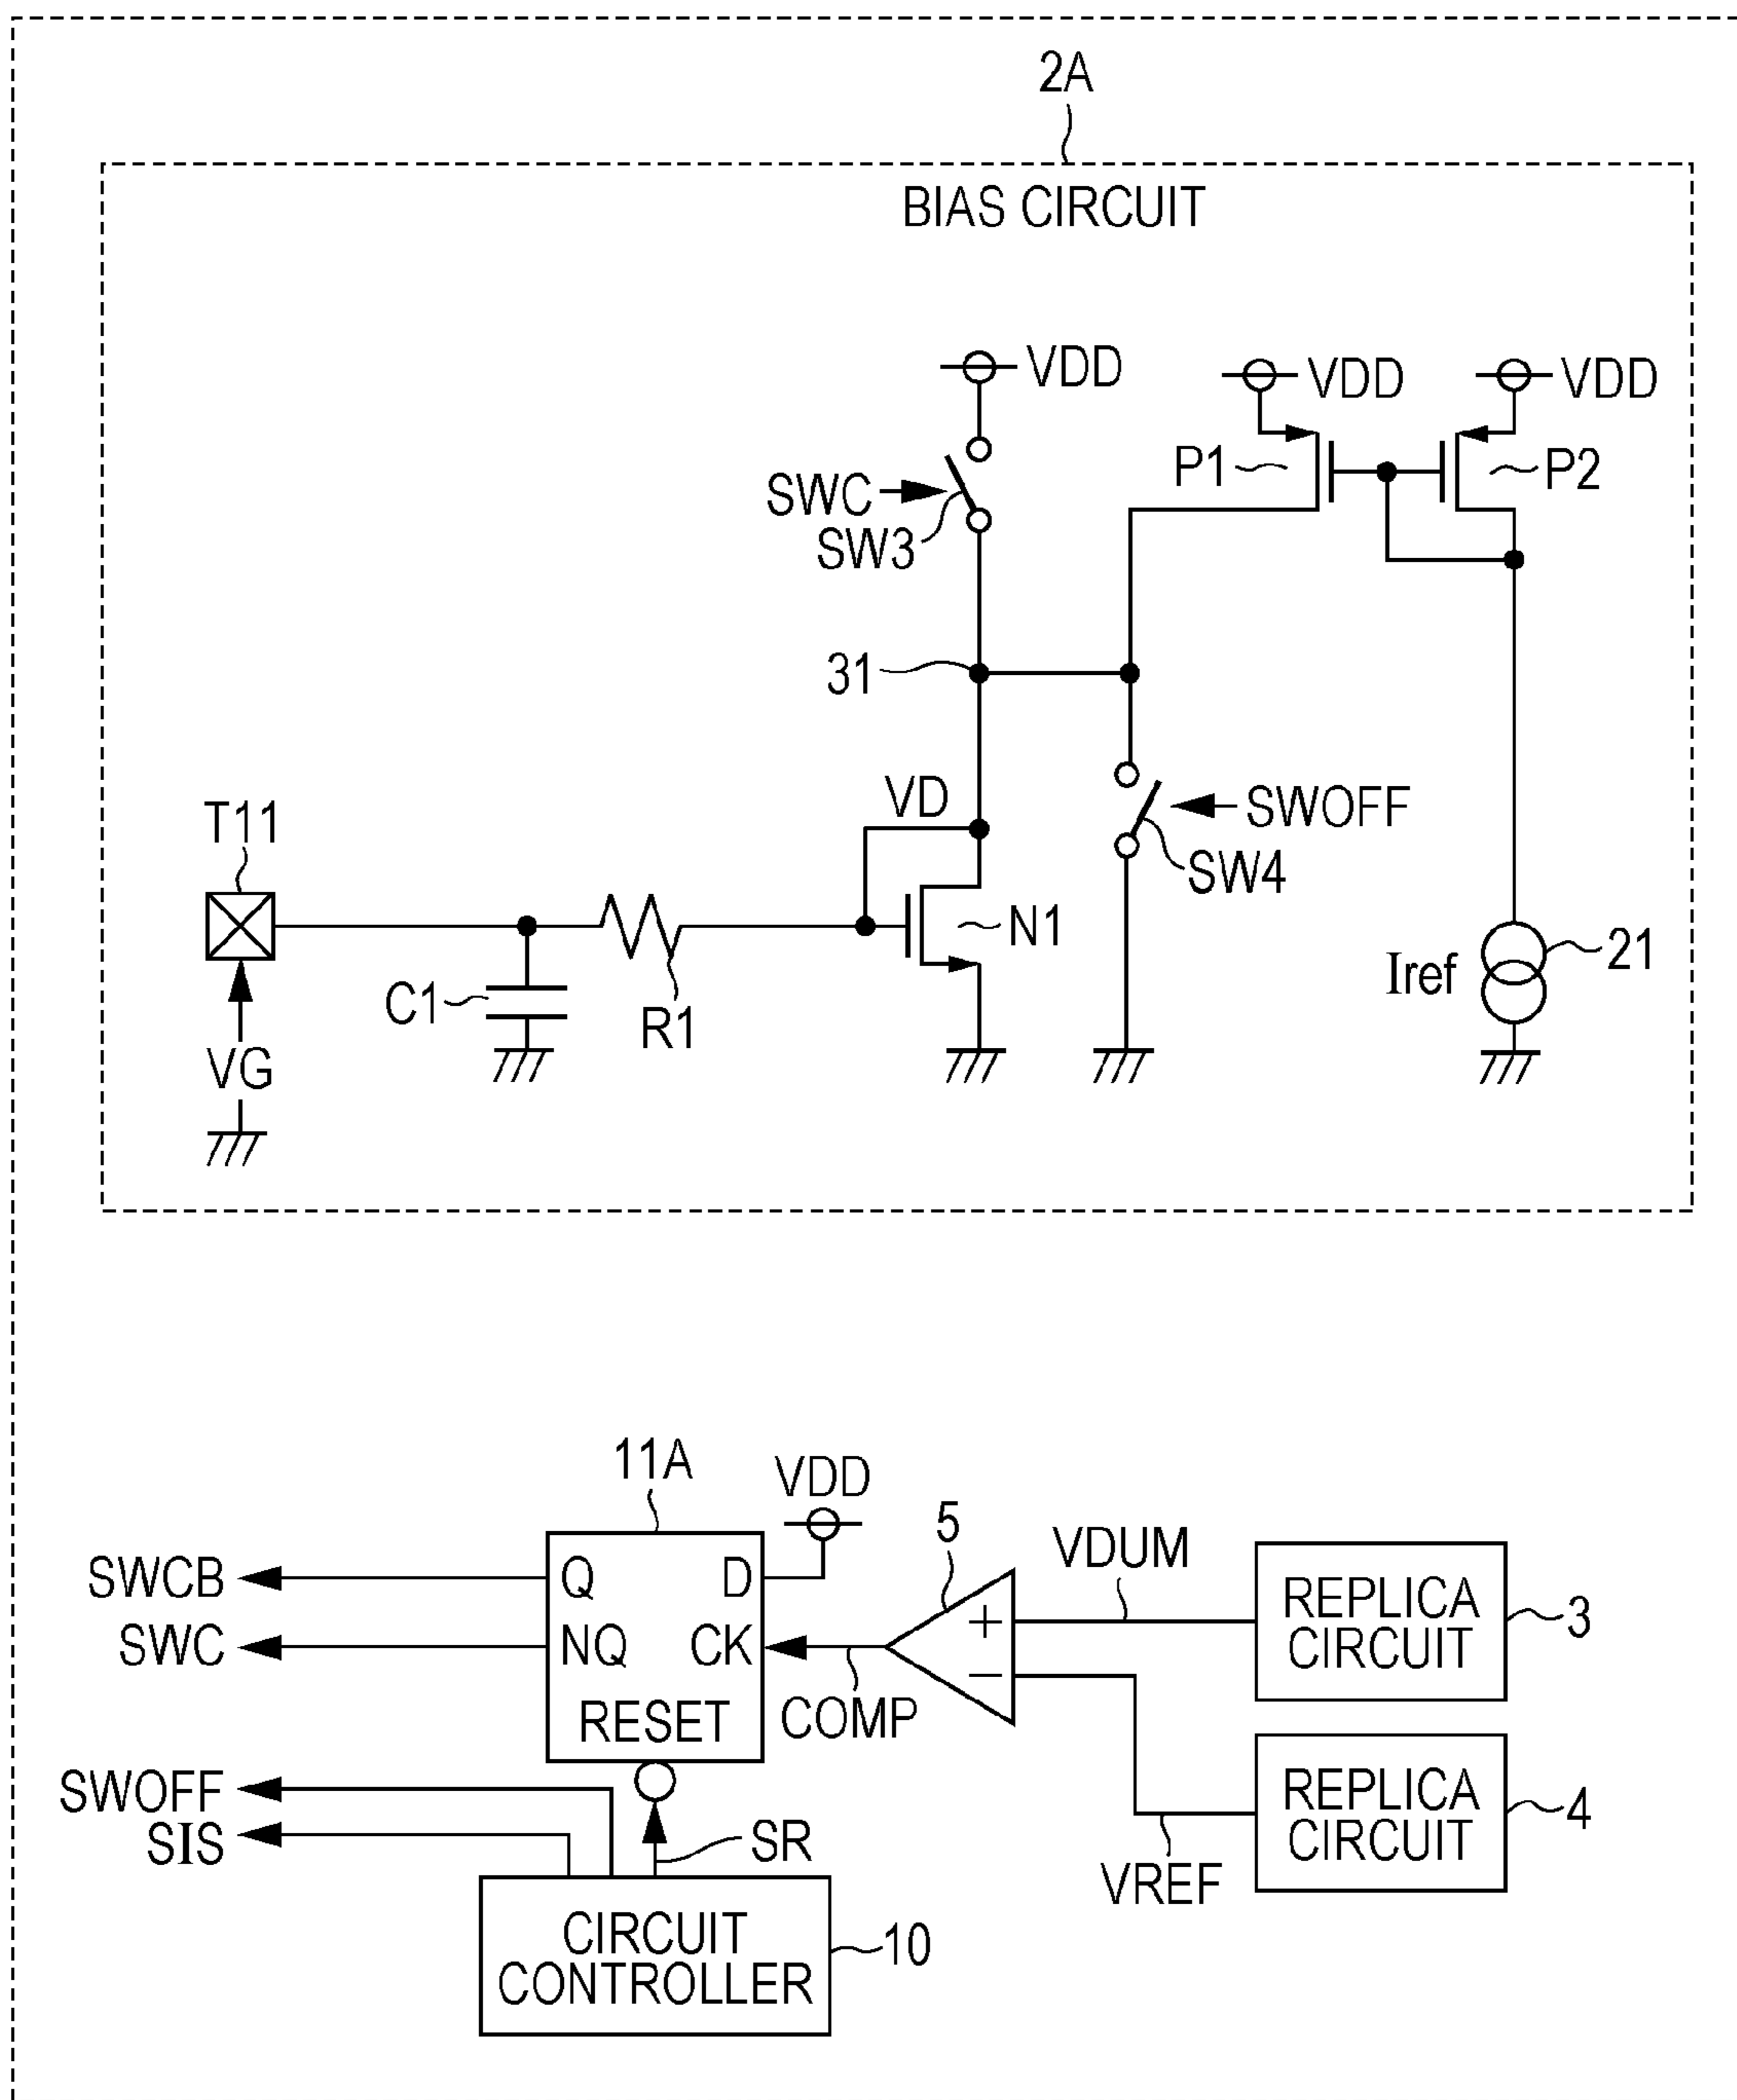 2A
BIAS CIRCUIT
VDD
VDD
VDD
P1
P2
SWC
SW3
31
VD
SWOFF
SW4
T11
N1
21
Iref
C1
R1
VG
11A
VDD
5
VDUM
SWCB
Q
D
REPLICA
CIRCUIT
3
+
SWC
NQ
CK
−
COMP
RESET
SWOFF
SIS
SR
VREF
REPLICA
CIRCUIT
4
CIRCUIT
CONTROLLER
10